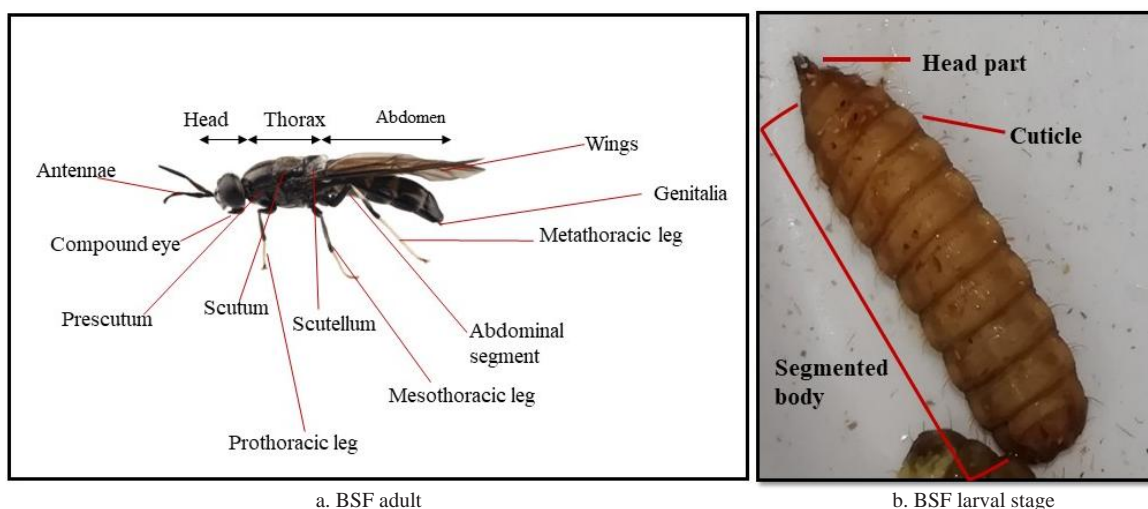 Head
Thorax
Abdomen
Antennae
Wings
Genitalia
Compound eye
Metathoracic leg
Prescutum
Scutum
Scutellum
Abdominal
segment
Mesothoracic leg
Prothoracic leg
a. BSF adult
Head part
Cuticle
Segmented
body
b. BSF larval stage